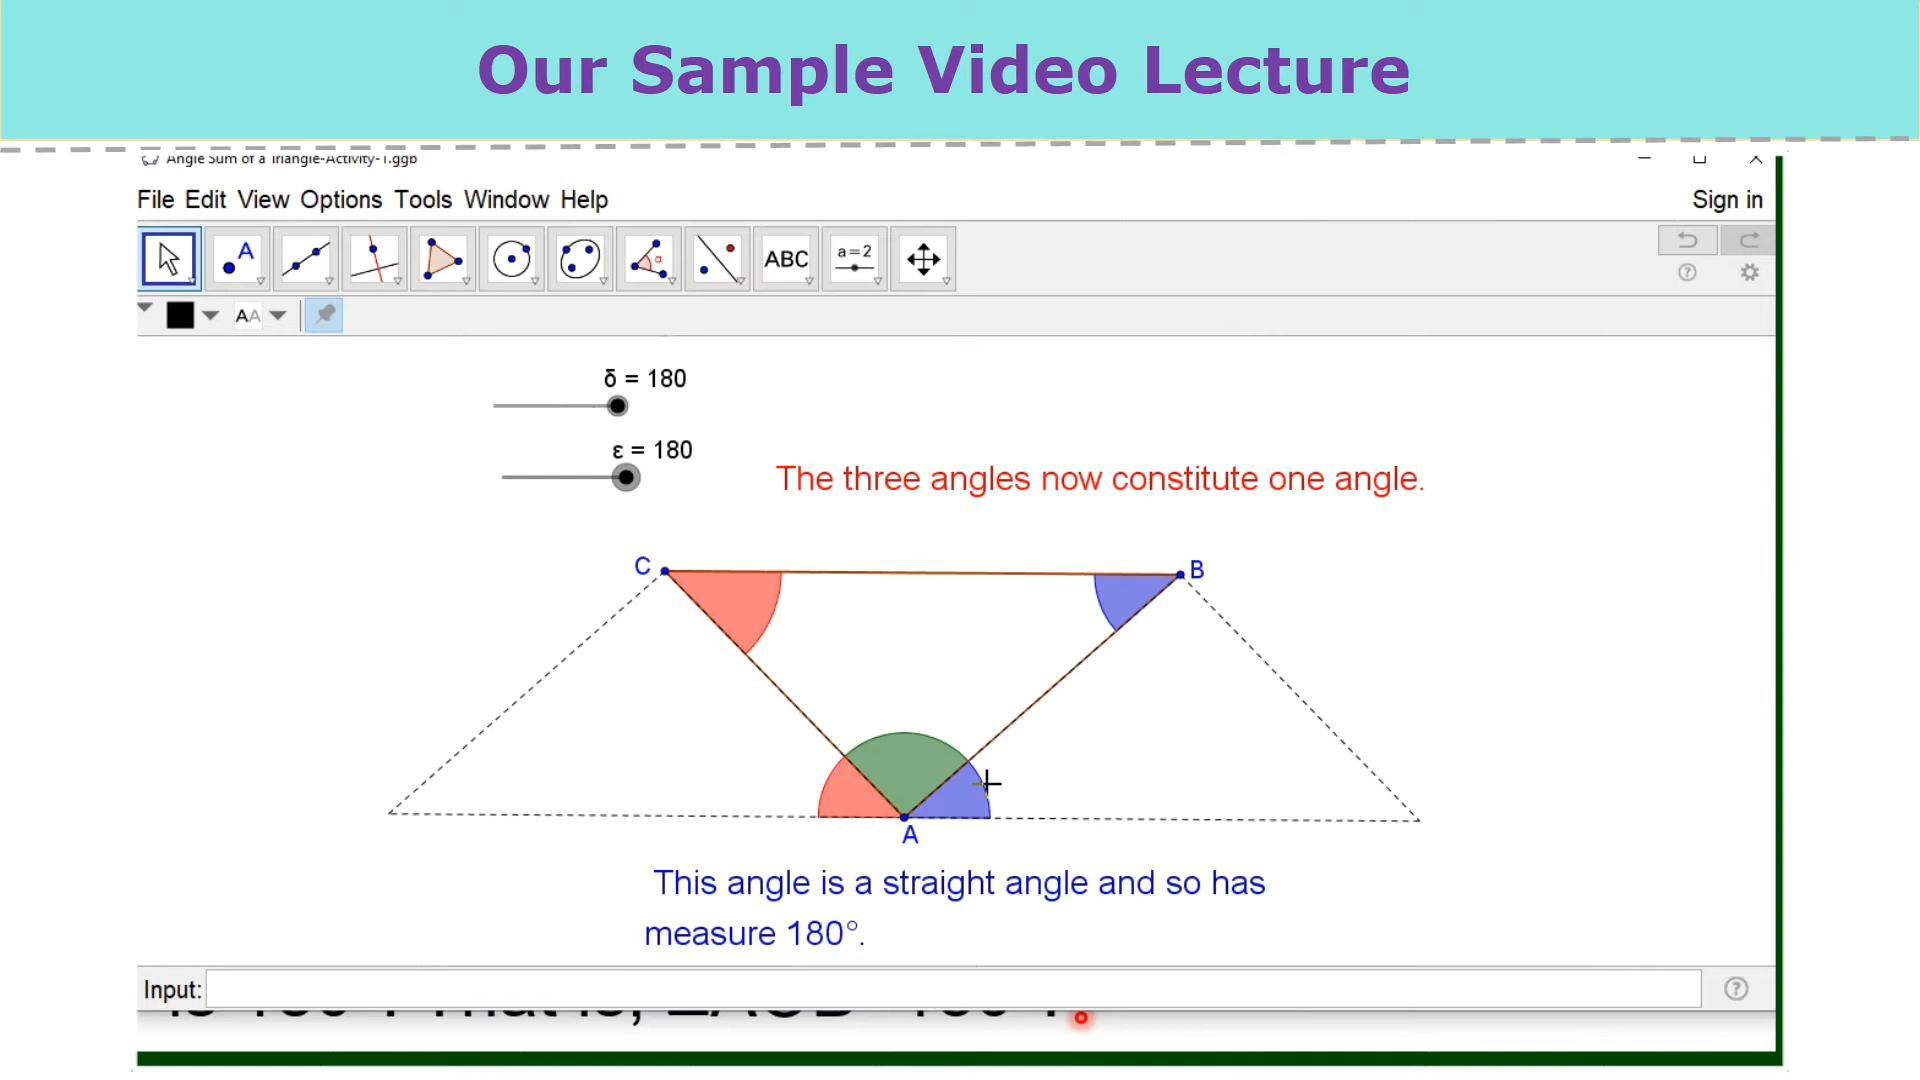 Our Sample Video Lecture
Angle Sum of a Triangle-Activity-1.ggb
File Edit View Options Tools Window Help
Sign in
A
α
ABC
a=2
AA
δ = 180
ε = 180
The three angles now constitute one angle.
C
B
A
This angle is a straight angle and so has
measure 180°.
Input: